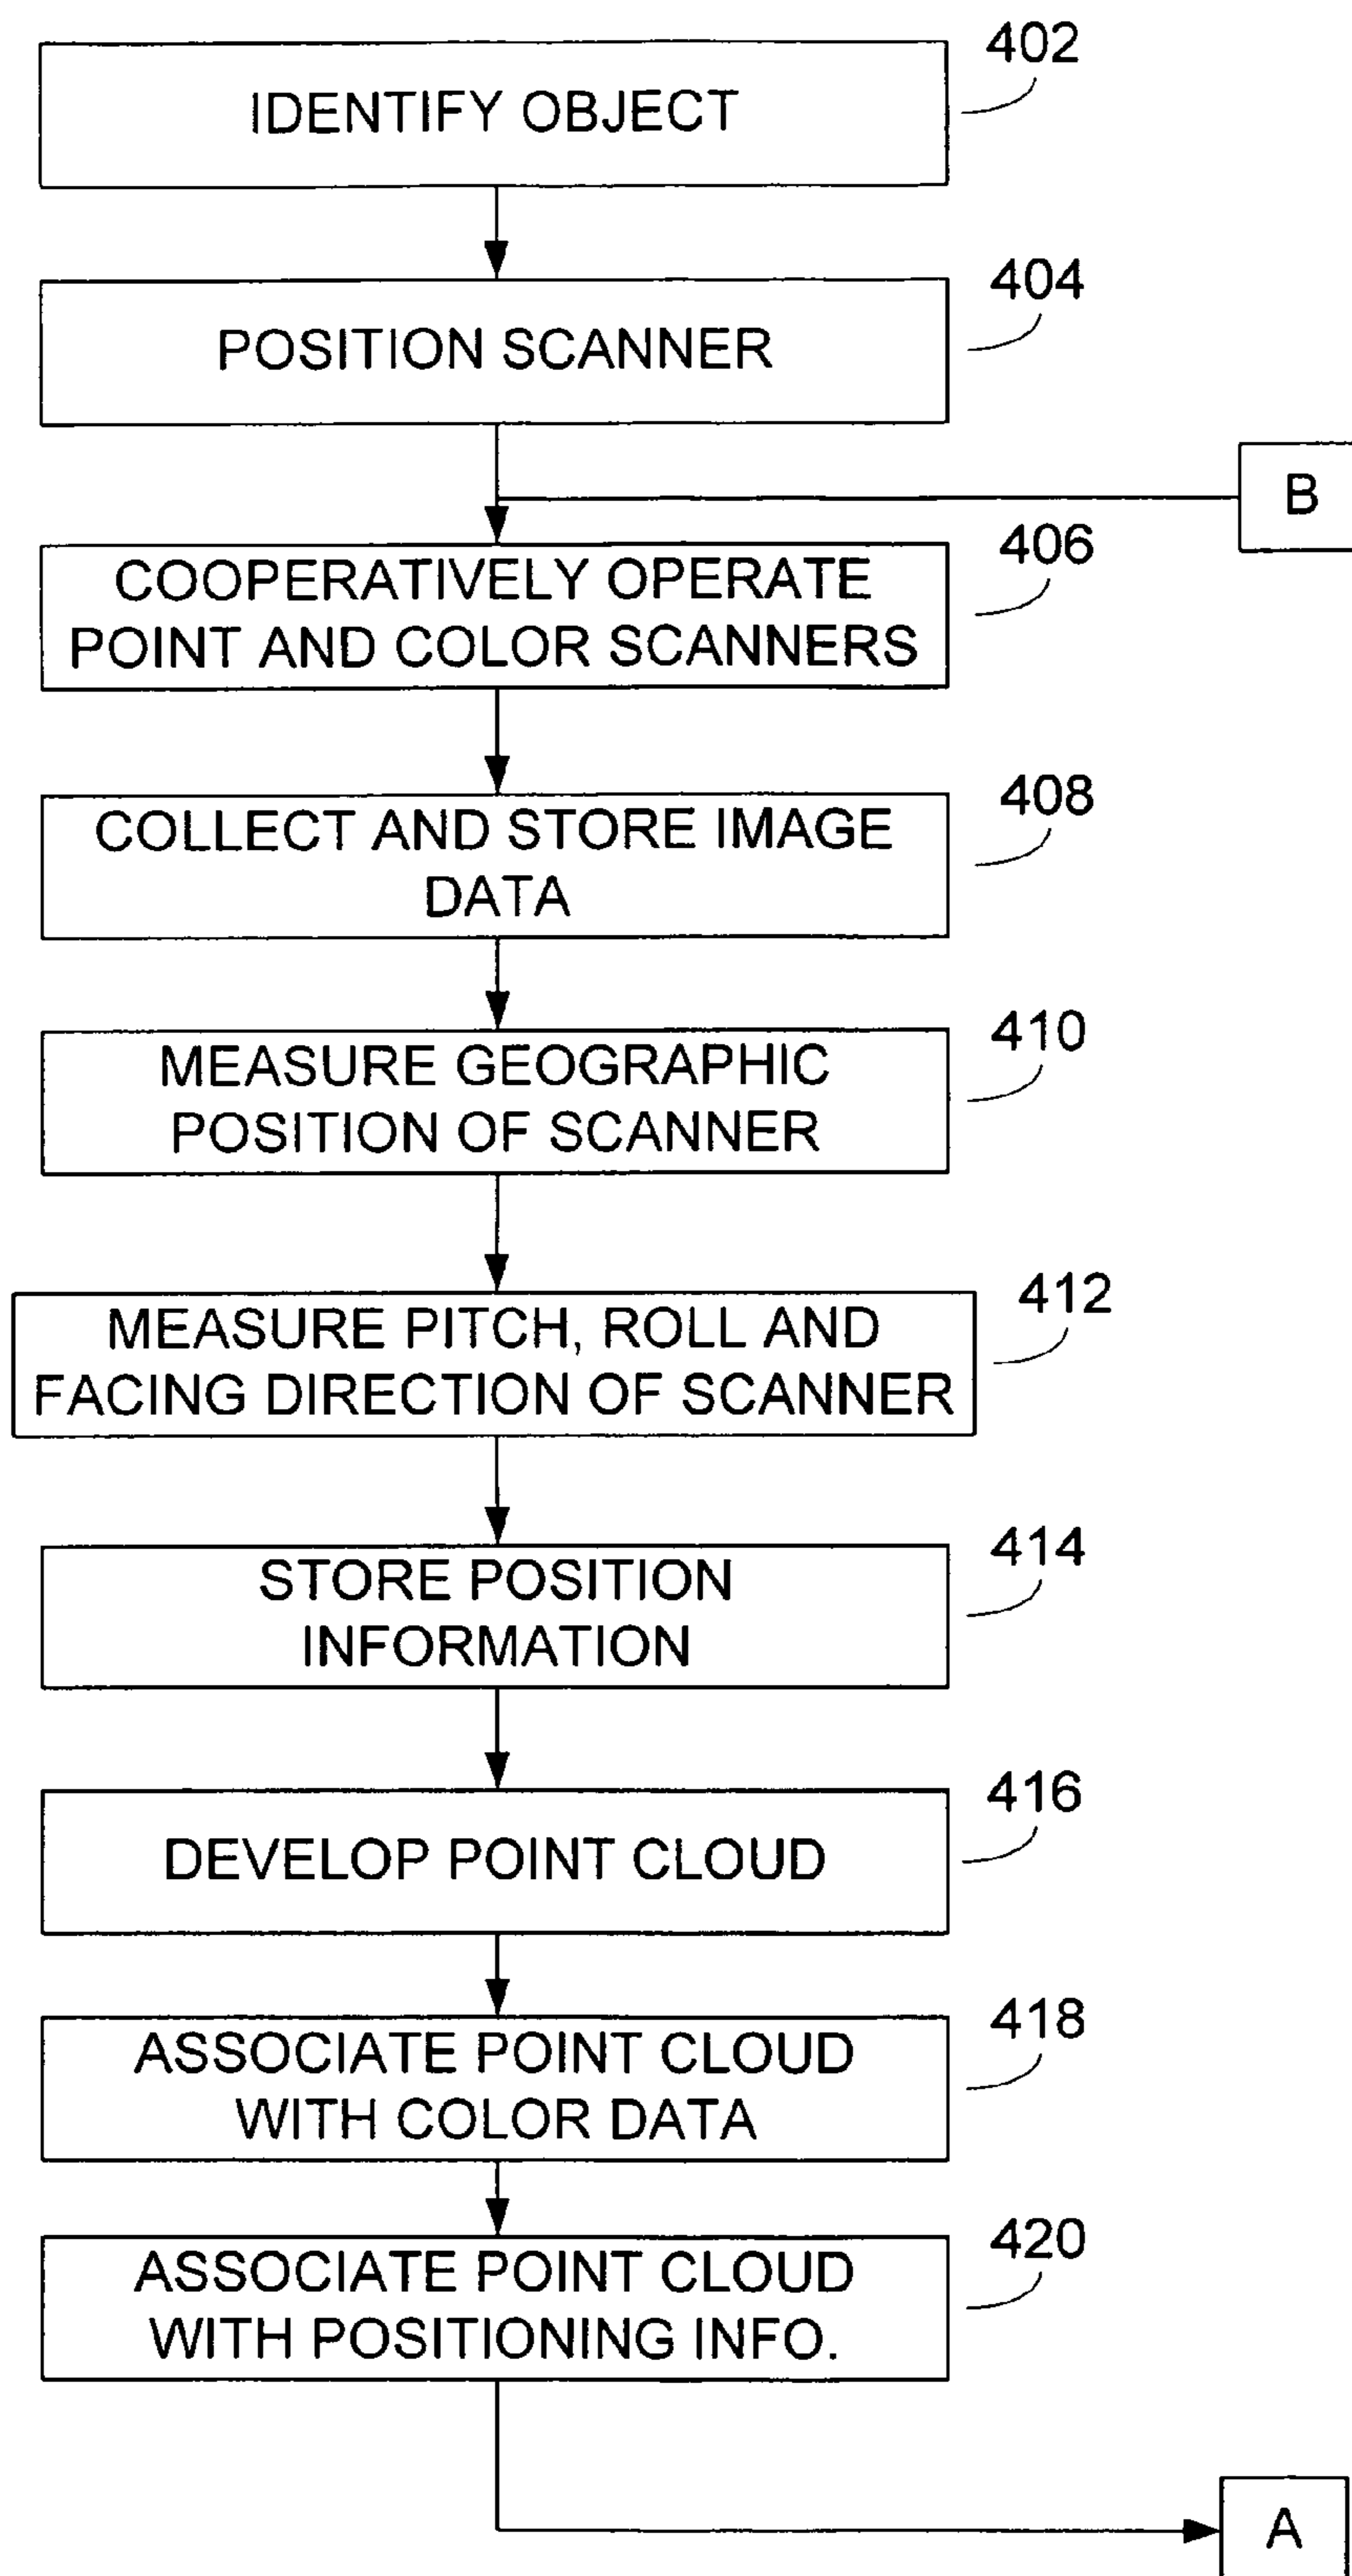 402
IDENTIFY OBJECT
404
POSITION SCANNER
B
406
COOPERATIVELY OPERATE
POINT AND COLOR SCANNERS
408
COLLECT AND STORE IMAGE
DATA
410
MEASURE GEOGRAPHIC
POSITION OF SCANNER
412
MEASURE PITCH, ROLL AND
FACING DIRECTION OF SCANNER
414
STORE POSITION
INFORMATION
416
DEVELOP POINT CLOUD
418
ASSOCIATE POINT CLOUD
WITH COLOR DATA
420
ASSOCIATE POINT CLOUD
WITH POSITIONING INFO.
A